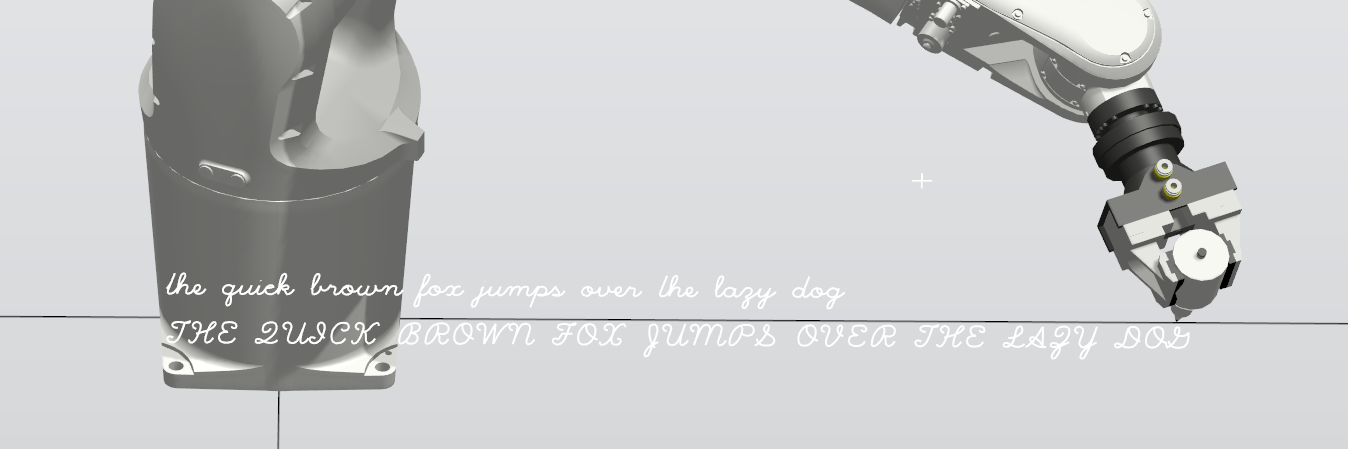 the quick brown fox jumps over the lazy dog
THE QUICK BROWN FOX JUMPS OVER THE LAZY DOG